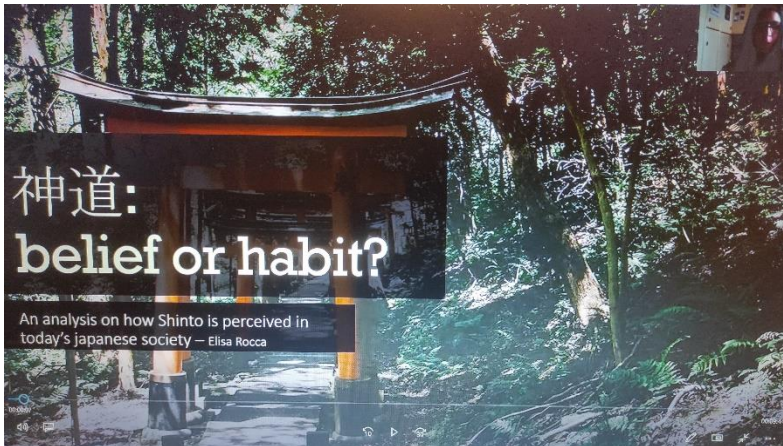 神道:
belief or habit?
An analysis on how Shinto is perceived in
today's japanese society – Elisa Rocca